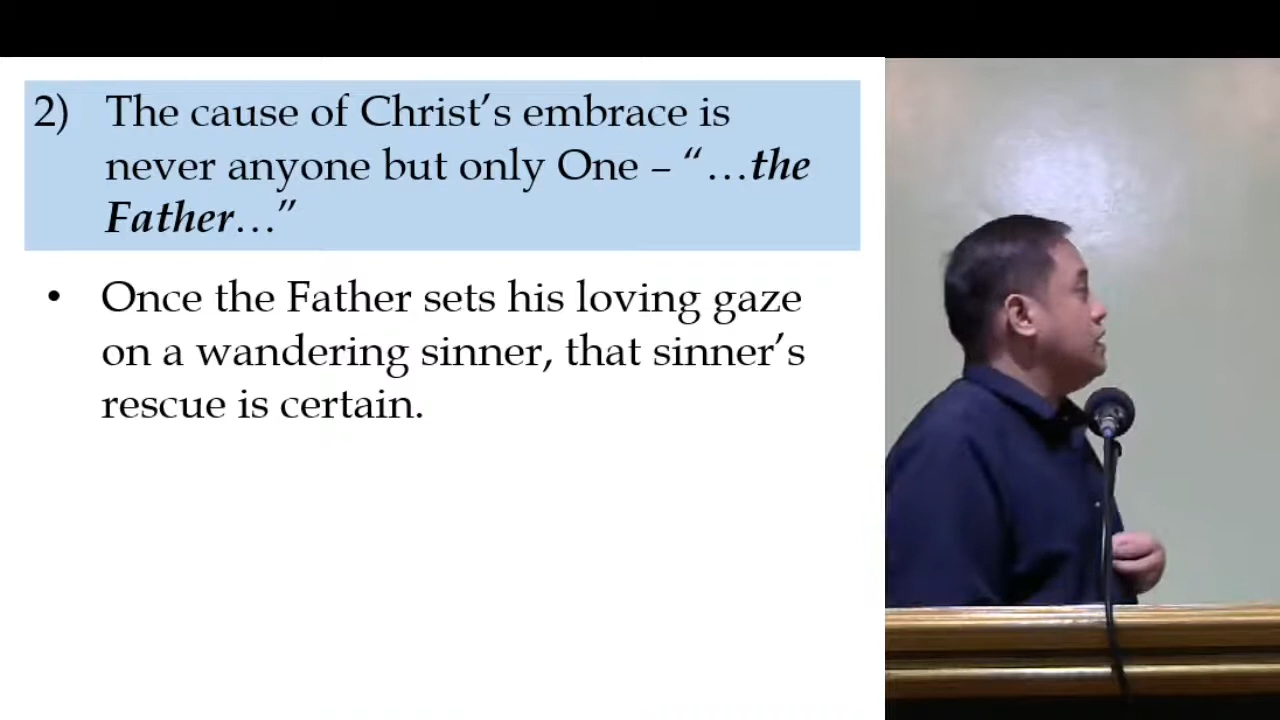 2) The cause of Christ’s embrace is
never anyone but only One – “…the
Father…”
• Once the Father sets his loving gaze
on a wandering sinner, that sinner’s
rescue is certain.